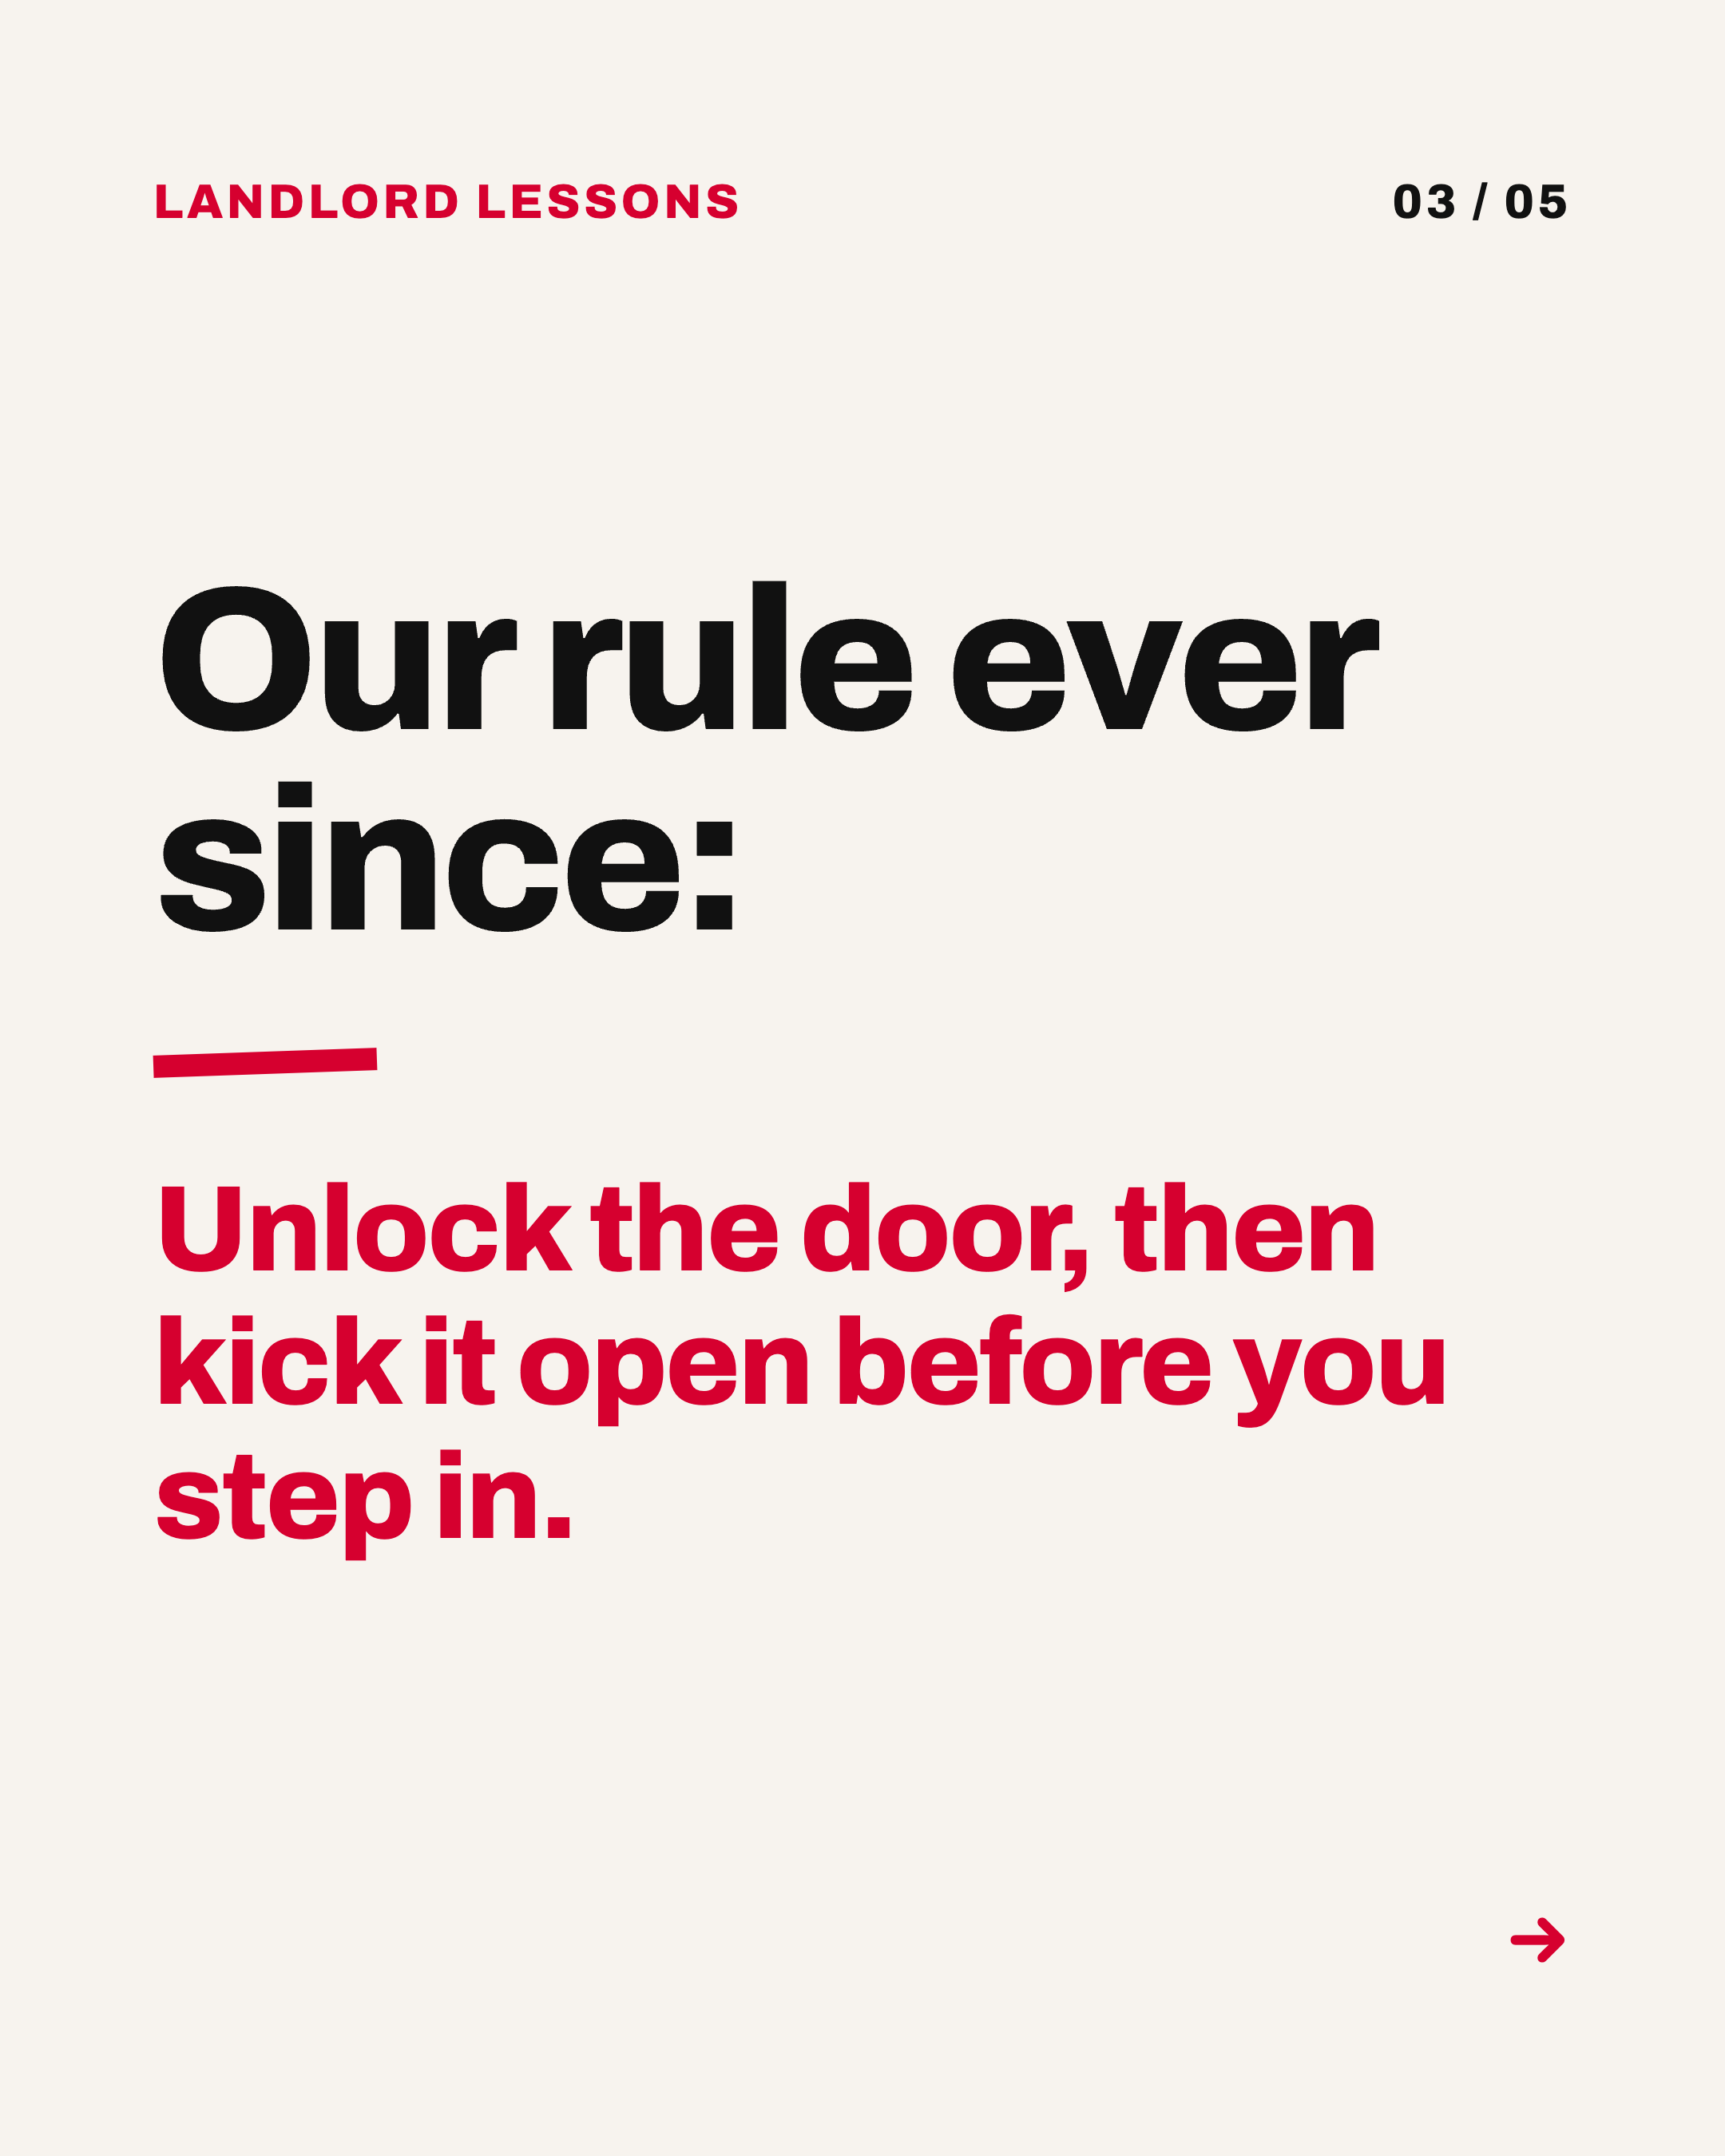 LANDLORD LESSONS
03 / 05
Our rule ever
since:
Unlock the door, then
kick it open before you
step in.